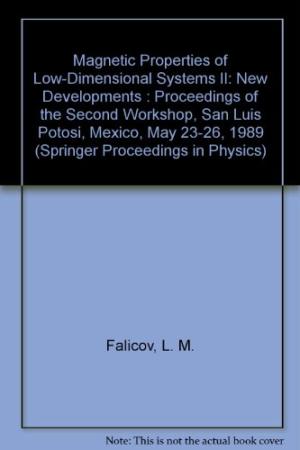 Magnetic Properties of
Low-Dimensional Systems II: New
Developments : Proceedings of
the Second Workshop, San Luis
Potosi, Mexico, May 23-26, 1989
(Springer Proceedings in Physics)
Falicov, L. M.
Note: This is not the actual book cover